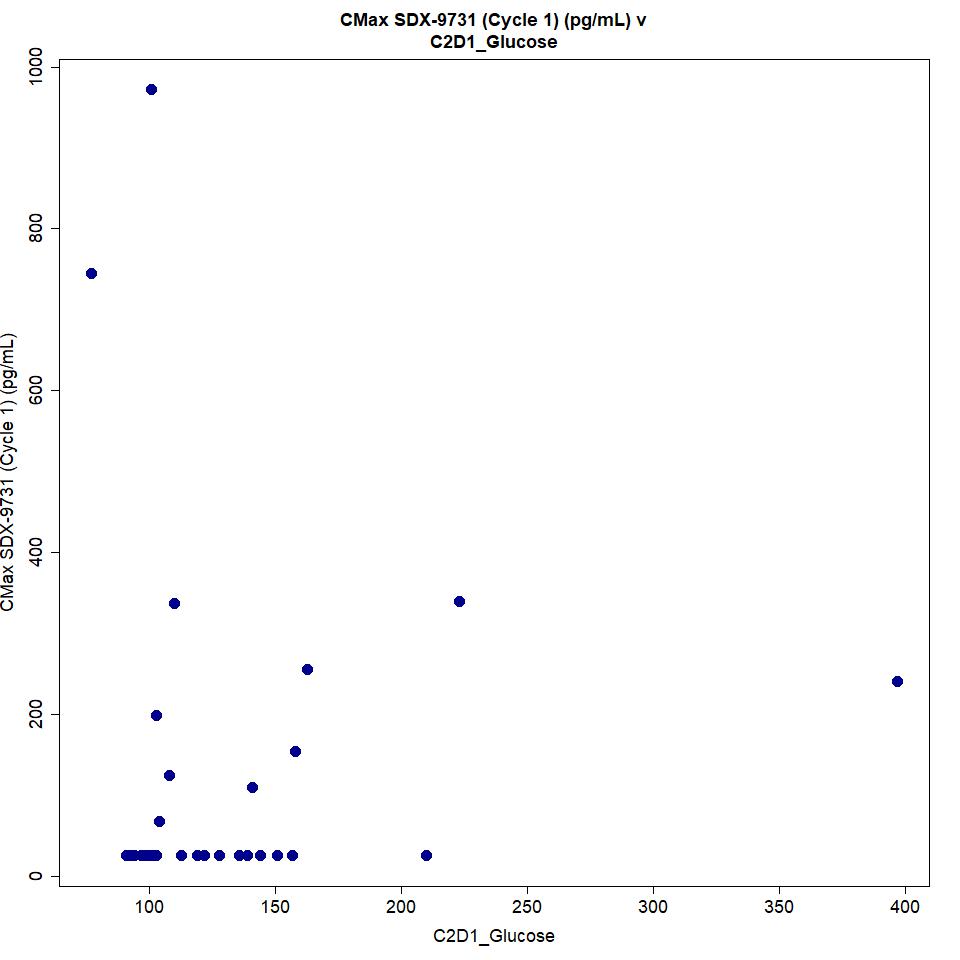 CMax SDX-9731 (Cycle 1) (pg/mL) v
C2D1_Glucose
1000
800
600
400
200
0
CMax SDX-9731 (Cycle 1) (pg/mL)
100 150 200 250 300 350 400
C2D1_Glucose